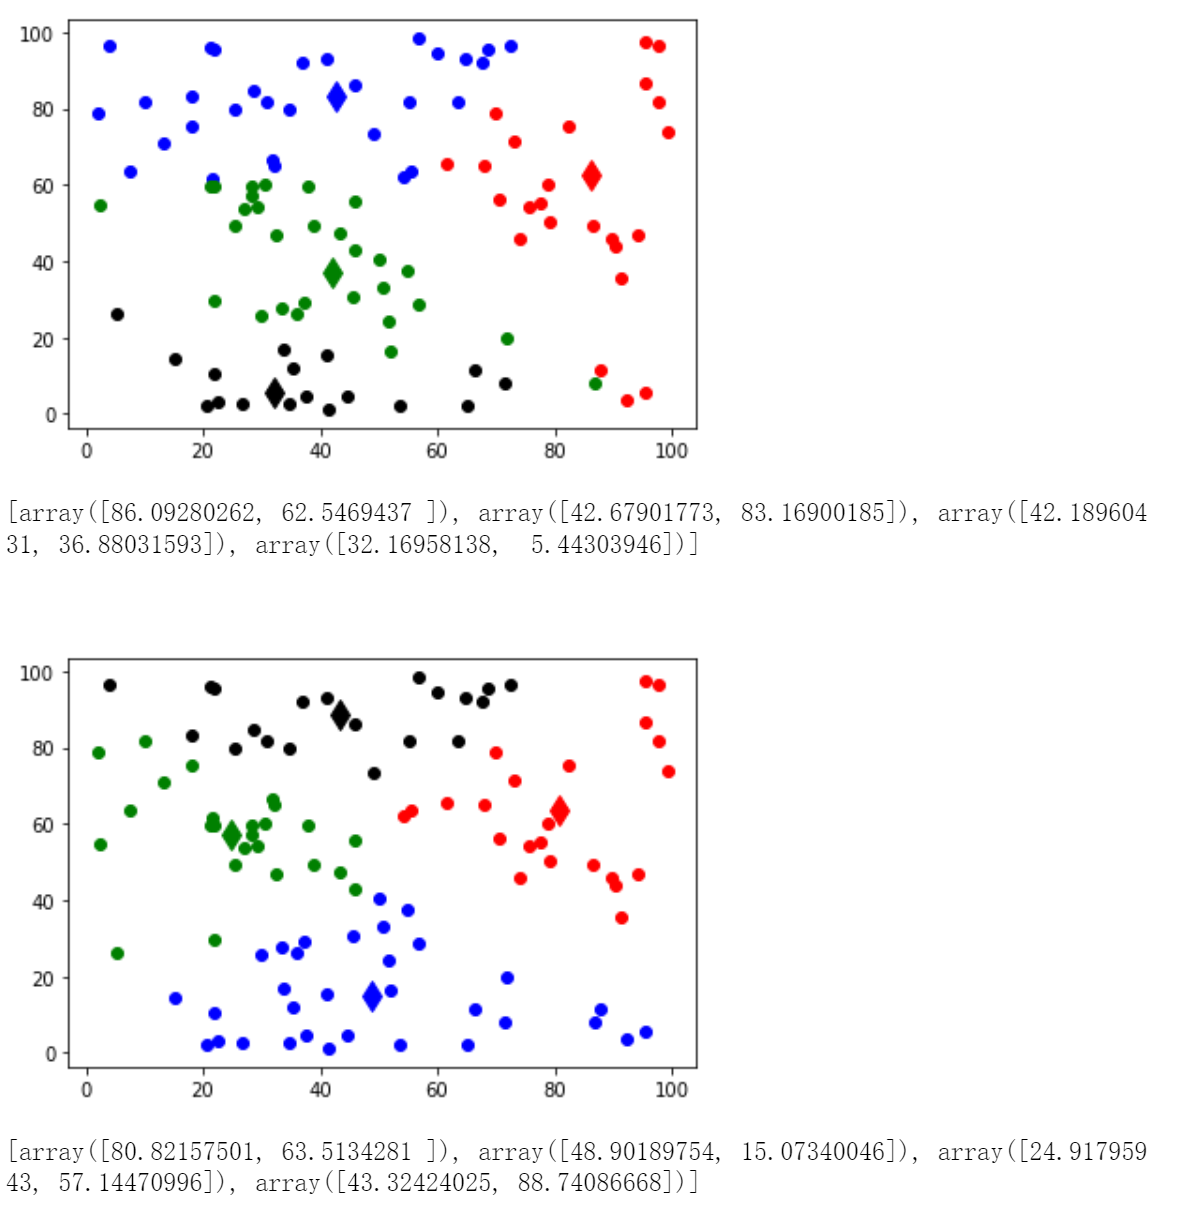 100
80
60
40
20
0
0 20 40 60 80 100
[array([86.09280262, 62.5469437 ]), array([42.67901773, 83.16900185]), array([42.189604
31, 36.88031593]), array([32.16958138,  5.44303946])]
100
80
60
40
20
0
0 20 40 60 80 100
[array([80.82157501, 63.5134281 ]), array([48.90189754, 15.07340046]), array([24.917959
43, 57.14470996]), array([43.32424025, 88.74086668])]